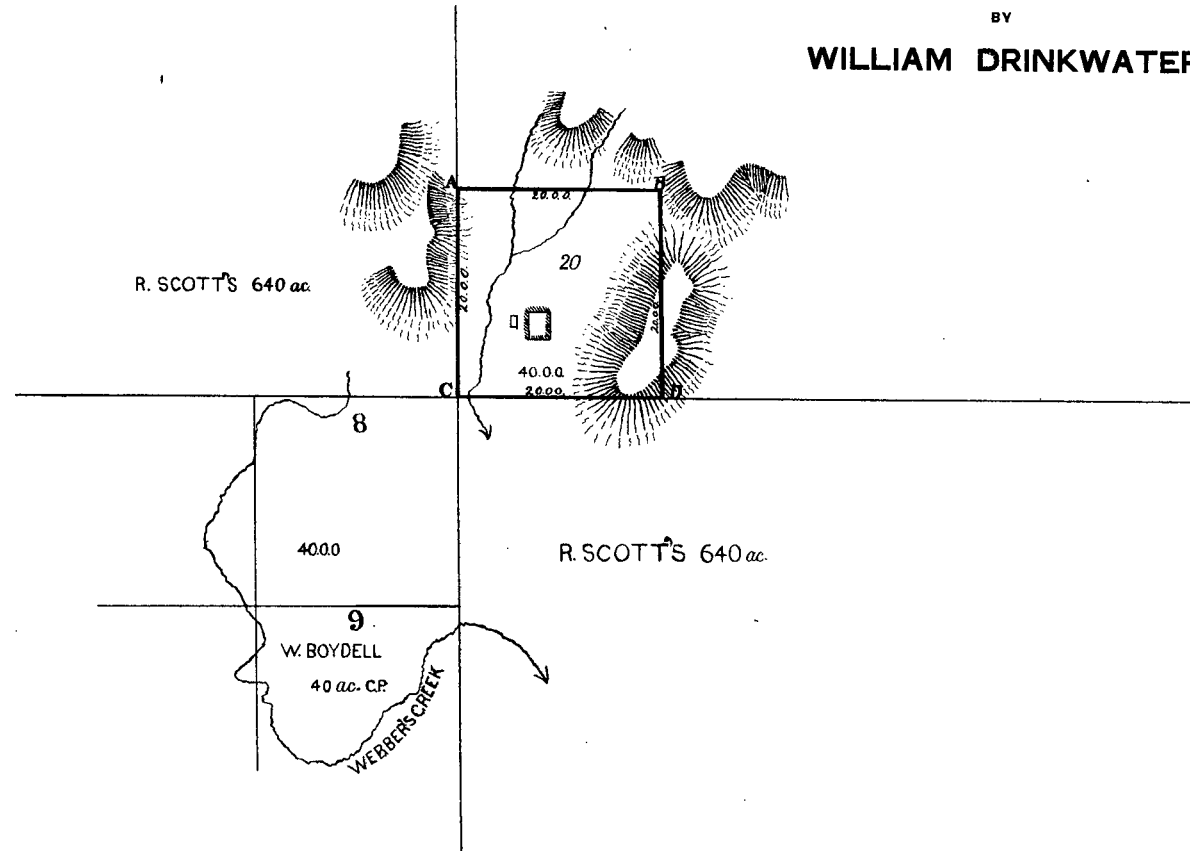 BY
WILLIAM DRINKWATER
A
B
20.0.0.
R. SCOTT'S 640 ac.
20.0.0.
20
20.0.0
40.0.0.
C
20.0.0.
D
8
40.0.0
R. SCOTT'S 640 ac.
9
W. BOYDELL
40 ac. C.P.
WEBBER'S CREEK